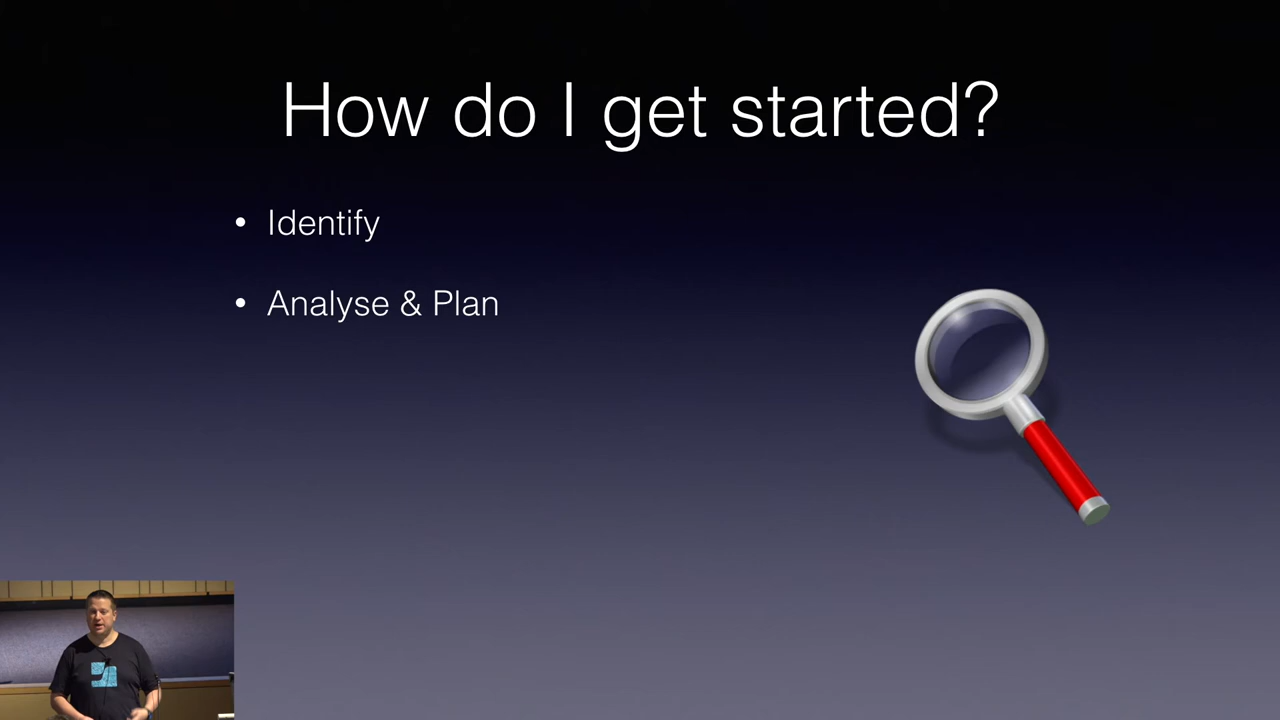 How do I get started?
• Identify
• Analyse & Plan